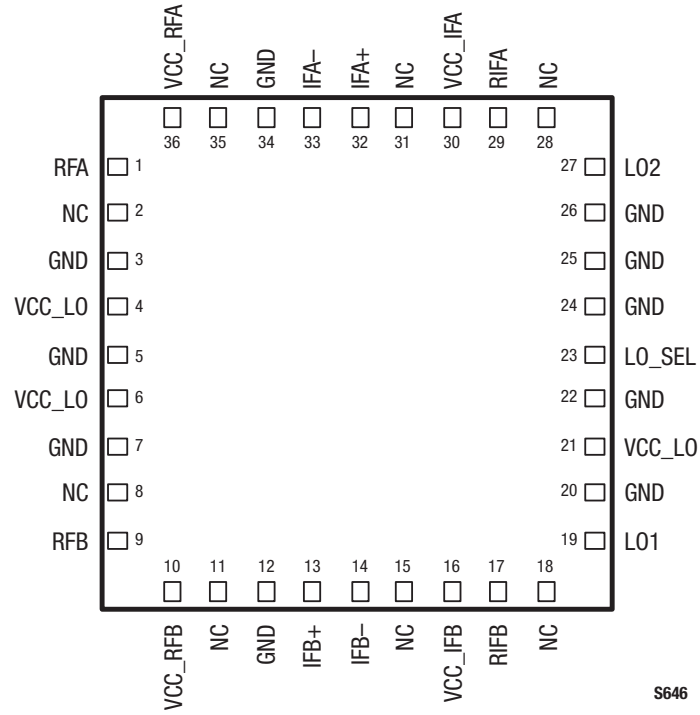 VCC_RFA NC GND IFA– IFA+ NC VCC_IFA RIFA NC
36 35 34 33 32 31 30 29 28
RFA 1 27 LO2
NC 2 26 GND
GND 3 25 GND
VCC_LO 4 24 GND
GND 5 23 LO_SEL
VCC_LO 6 22 GND
GND 7 21 VCC_LO
NC 8 20 GND
RFB 9 19 LO1
10 11 12 13 14 15 16 17 18
VCC_RFB NC GND IFB+ IFB– NC VCC_IFB RIFB NC
S646